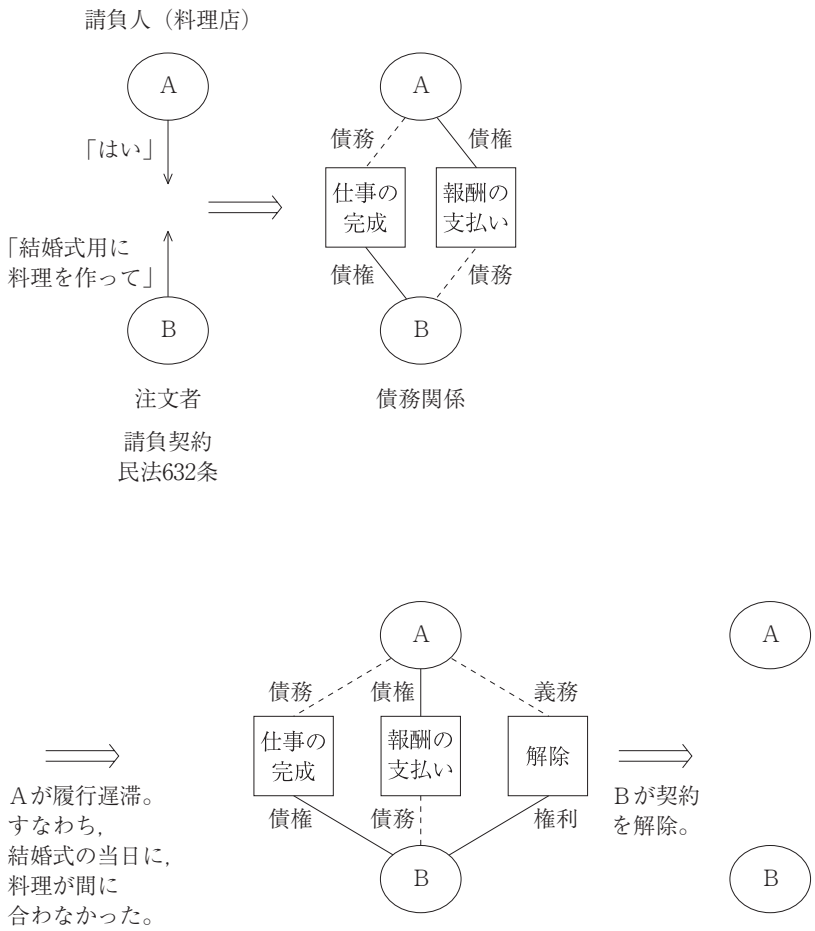 請負人（料理店）
A
「はい」
「結婚式用に
料理を作って」
B
注文者
請負契約
民法632条
A
債務
債権
仕事の
完成
報酬の
支払い
債権
債務
B
債務関係
Aが履行遅滞。
すなわち，
結婚式の当日に，
料理が間に
合わなかった。
A
債務
債権
義務
仕事の
完成
報酬の
支払い
解除
債権
債務
権利
B
Bが契約
を解除。
A
B